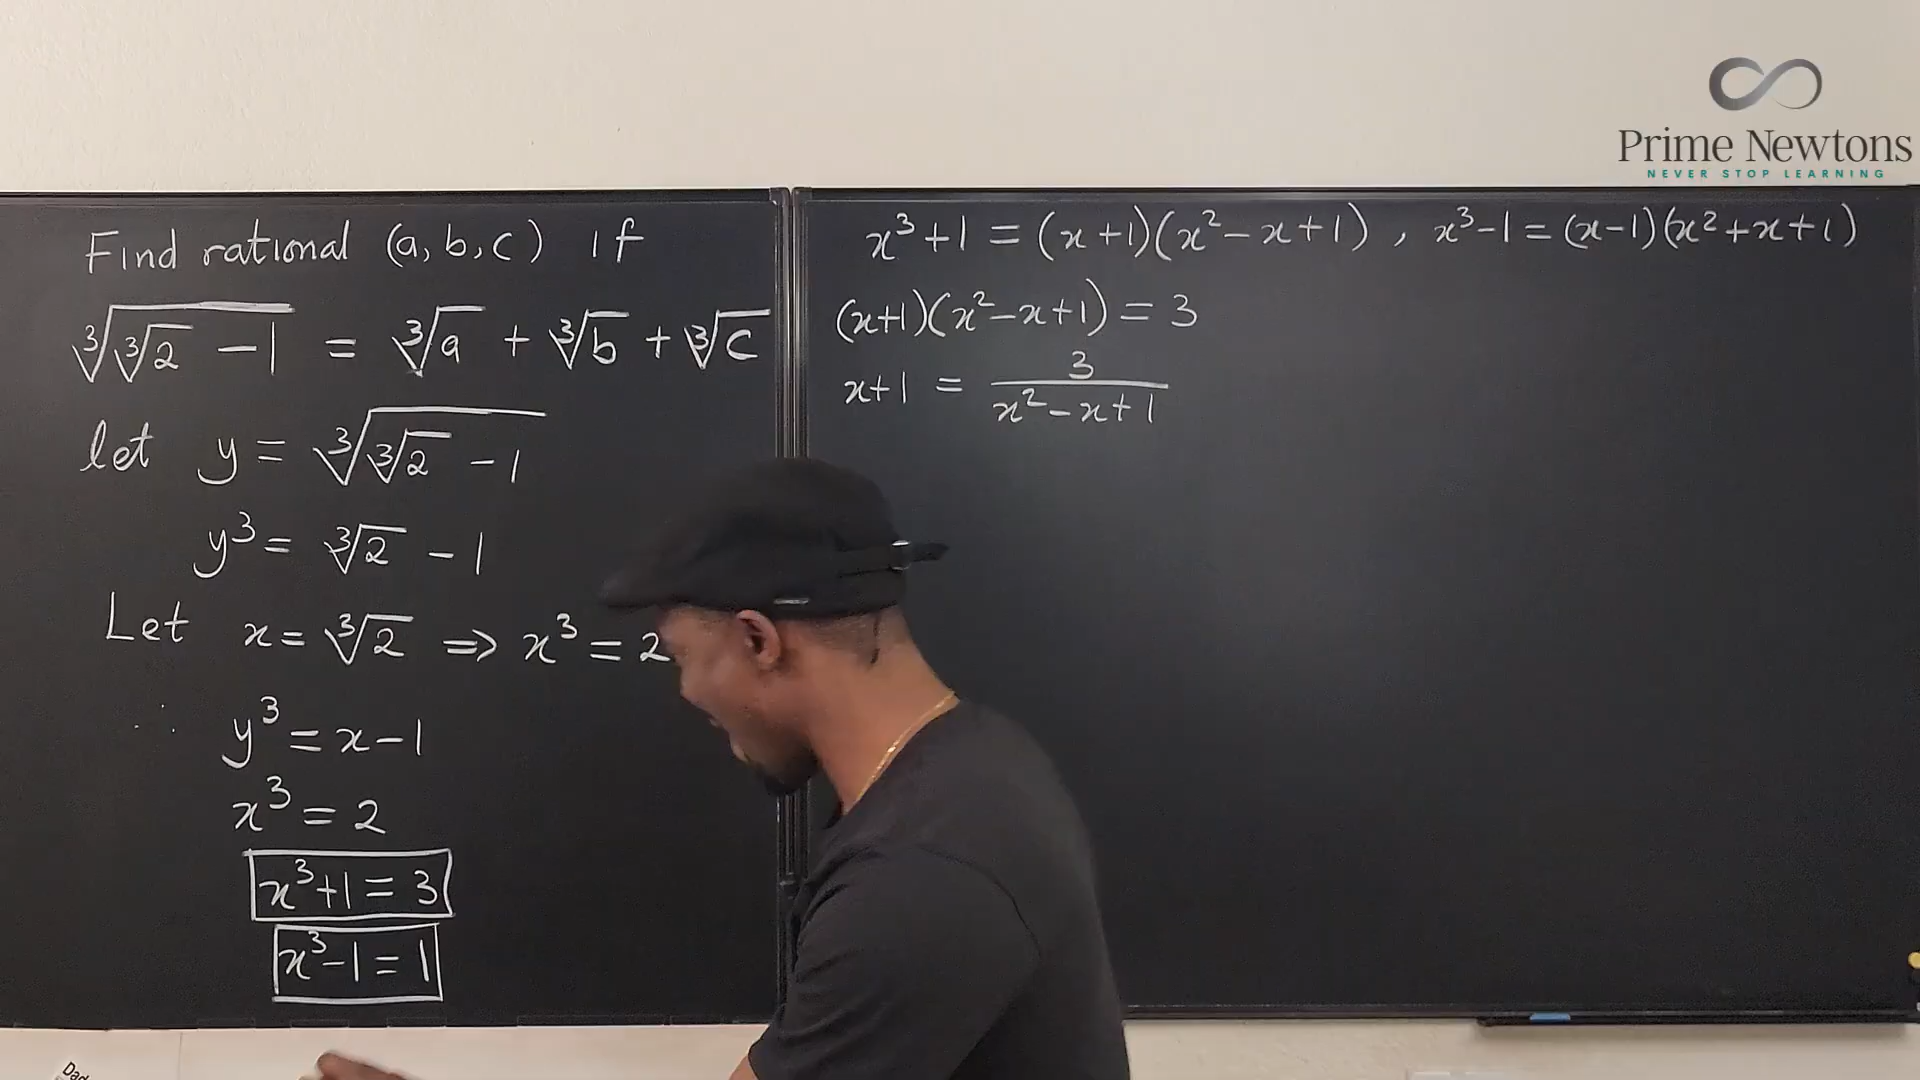 Prime Newtons
NEVER STOP LEARNING
Find rational (a, b, c) if
∛(∛2 - 1) = ∛a + ∛b + ∛c
let y = ∛(∛2 - 1)
y³ = ∛2 - 1
Let x = ∛2 ⇒ x³ = 2
∴ y³ = x - 1
x³ = 2
x³ + 1 = 3
x³ - 1 = 1
x³ + 1 = (x + 1)(x² - x + 1) , x³ - 1 = (x - 1)(x² + x + 1)
(x + 1)(x² - x + 1) = 3
x + 1 = 3/(x² - x + 1)
Dad